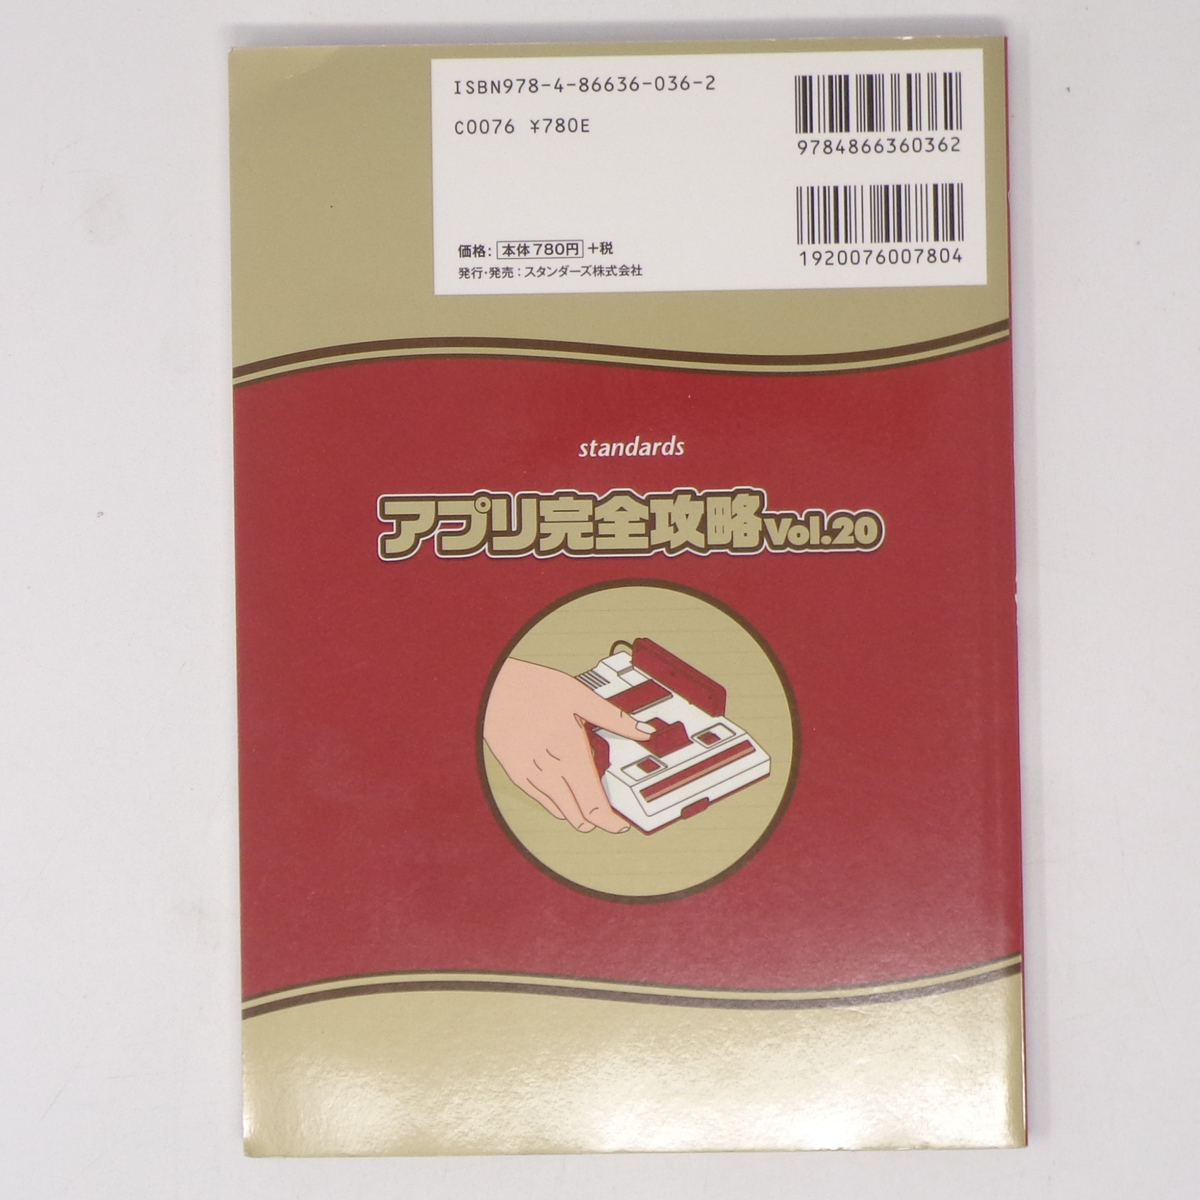 ISBN978-4-86636-036-2
C0076 ¥780E
9784866360362
価格: 本体780円 +税
発行・発売：スタンダーズ株式会社
1920076007804
standards
アプリ完全攻略Vol.20